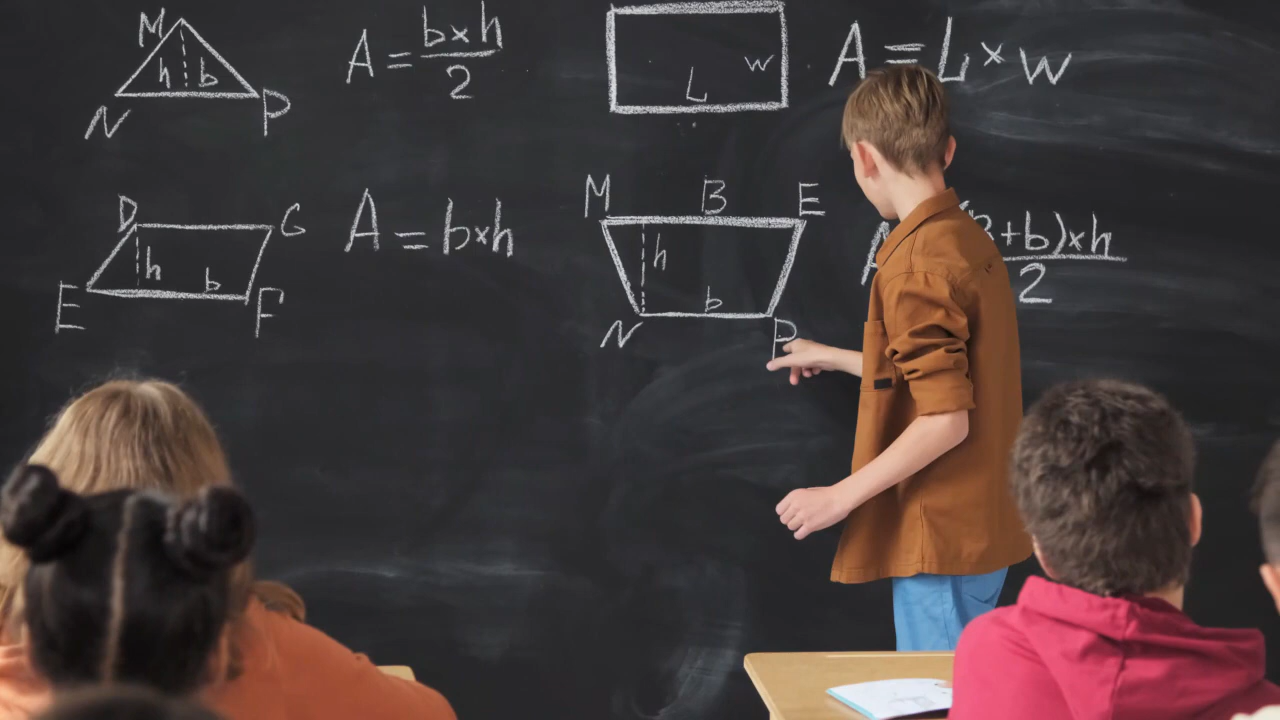 M
h b
N P
A = b×h
2
W
L
A = L×W
D G
h b
E F
A = b×h
M B E
h
b
N P
+b)×h
2